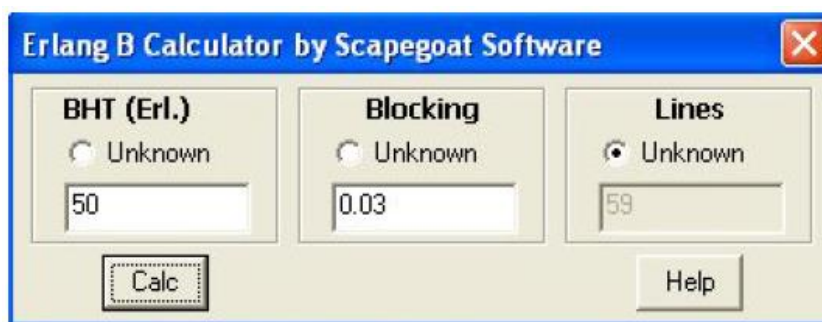 Erlang B Calculator by Scapegoat Software
BHT (Erl.) Blocking Lines
Unknown Unknown Unknown
50 0.03 59
Calc Help